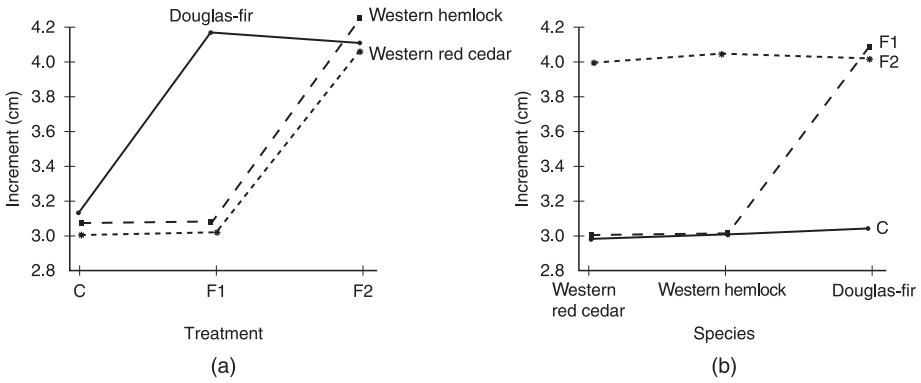 Douglas-fir
Western hemlock
Western red cedar
4.2
4.0
3.8
3.6
3.4
3.2
3.0
2.8
Increment (cm)
C
F1
F2
Treatment
(a)
4.2
4.0
3.8
3.6
3.4
3.2
3.0
2.8
Increment (cm)
F1
F2
C
Western
red cedar
Western hemlock
Douglas-fir
Species
(b)